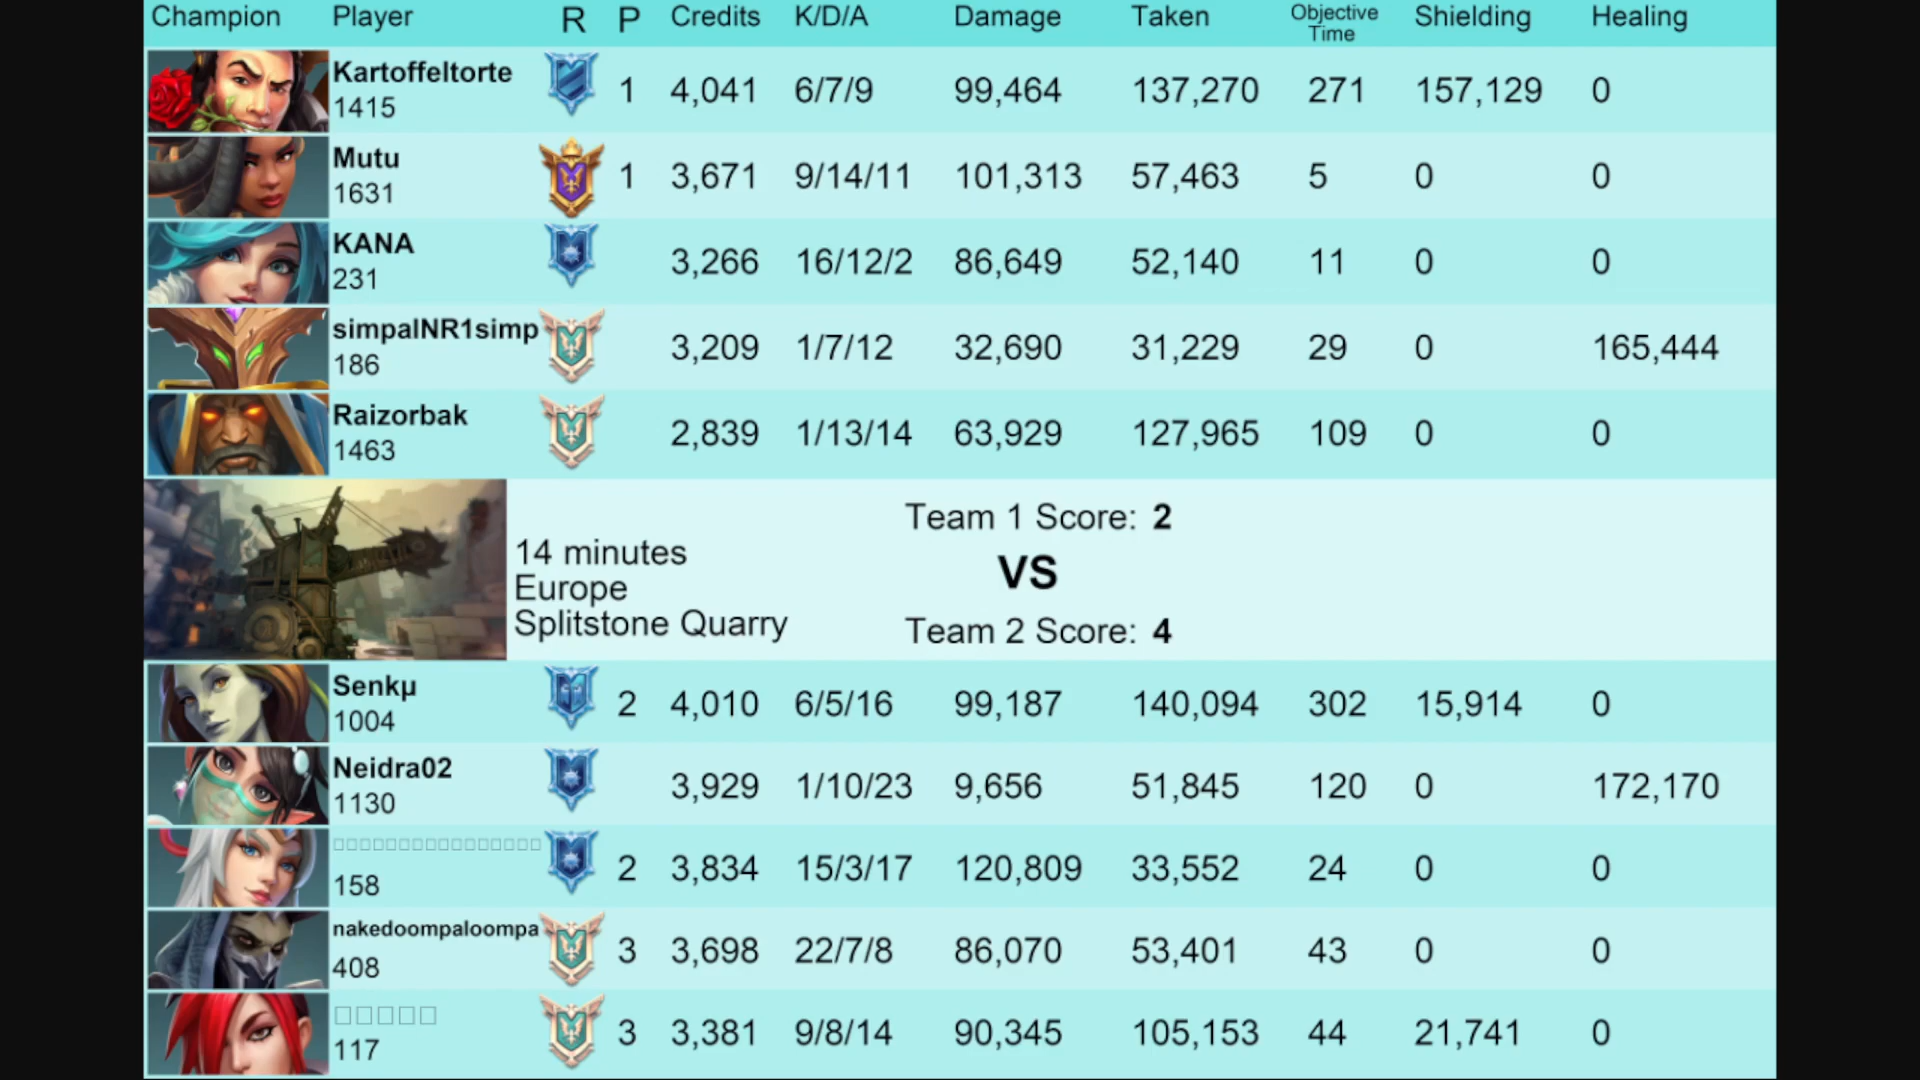 Champion Player R P Credits K/D/A Damage Taken Objective Time Shielding Healing
Kartoffeltorte
1415
1 4,041 6/7/9 99,464 137,270 271 157,129 0
Mutu
1631
1 3,671 9/14/11 101,313 57,463 5 0 0
KANA
231
3,266 16/12/2 86,649 52,140 11 0 0
simpalNR1simp
186
3,209 1/7/12 32,690 31,229 29 0 165,444
Raizorbak
1463
2,839 1/13/14 63,929 127,965 109 0 0
14 minutes
Europe
Splitstone Quarry
Team 1 Score: 2
VS
Team 2 Score: 4
Senkμ
1004
2 4,010 6/5/16 99,187 140,094 302 15,914 0
Neidra02
1130
3,929 1/10/23 9,656 51,845 120 0 172,170
158
2 3,834 15/3/17 120,809 33,552 24 0 0
nakedoompaloompa
408
3 3,698 22/7/8 86,070 53,401 43 0 0
117
3 3,381 9/8/14 90,345 105,153 44 21,741 0